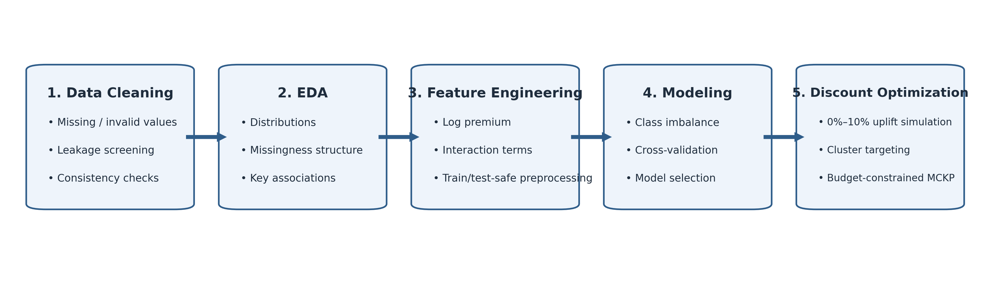 1. Data Cleaning
• Missing / invalid values
• Leakage screening
• Consistency checks
2. EDA
• Distributions
• Missingness structure
• Key associations
3. Feature Engineering
• Log premium
• Interaction terms
• Train/test-safe preprocessing
4. Modeling
• Class imbalance
• Cross-validation
• Model selection
5. Discount Optimization
• 0%–10% uplift simulation
• Cluster targeting
• Budget-constrained MCKP